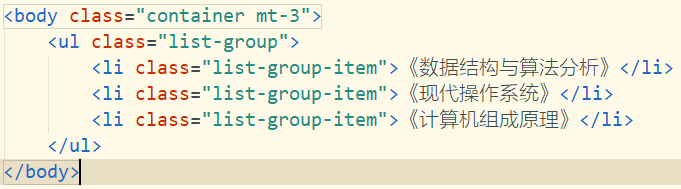 <body class="container mt-3">
<ul class="list-group">
<li class="list-group-item">《数据结构与算法分析》</li>
<li class="list-group-item">《现代操作系统》</li>
<li class="list-group-item">《计算机组成原理》</li>
</ul>
</body>